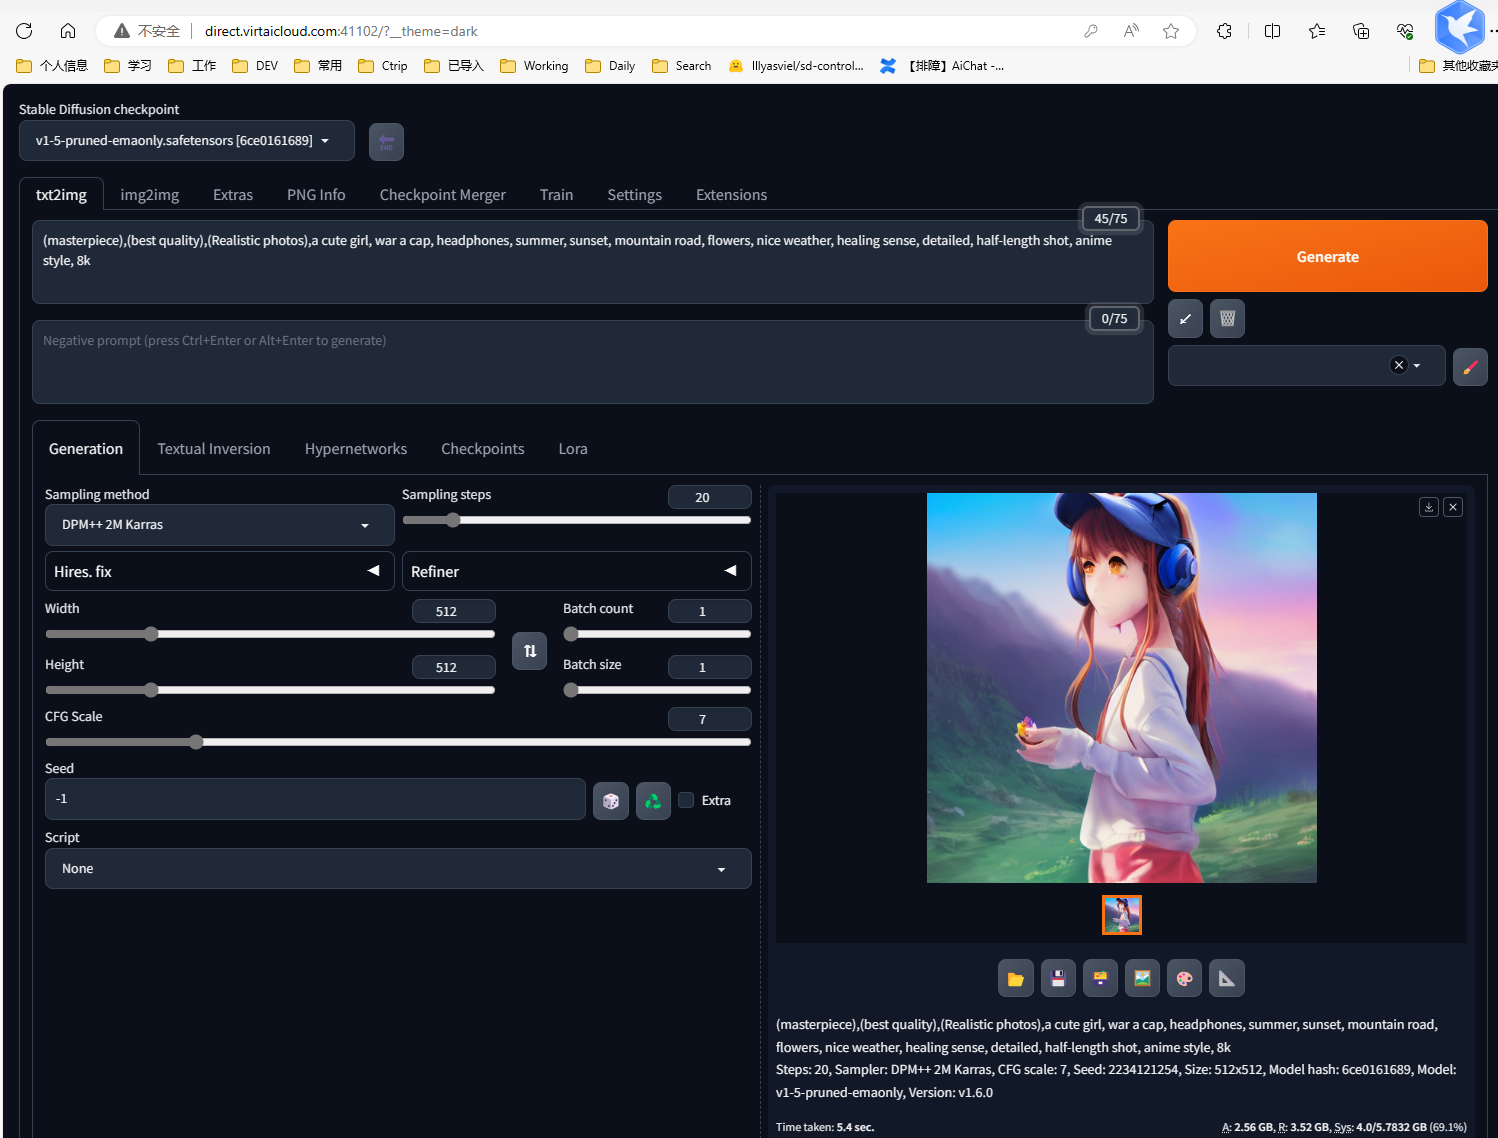 不安全 direct.virtaicloud.com:41102/?__theme=dark
个人信息 学习 工作 DEV 常用 Ctrip 已导入 Working Daily Search lllyasviel/sd-control... 【排障】AiChat -... 其他收藏夹
Stable Diffusion checkpoint
v1-5-pruned-emaonly.safetensors [6ce0161689]
END
txt2img img2img Extras PNG Info Checkpoint Merger Train Settings Extensions
45/75
(masterpiece),(best quality),(Realistic photos),a cute girl, war a cap, headphones, summer, sunset, mountain road, flowers, nice weather, healing sense, detailed, half-length shot, anime
style, 8k
Generate
0/75
Negative prompt (press Ctrl+Enter or Alt+Enter to generate)
Generation Textual Inversion Hypernetworks Checkpoints Lora
Sampling method Sampling steps 20
DPM++ 2M Karras
Hires. fix Refiner
Width 512 Batch count 1
Height 512 Batch size 1
CFG Scale 7
Seed
-1 Extra
Script
None
(masterpiece),(best quality),(Realistic photos),a cute girl, war a cap, headphones, summer, sunset, mountain road,
flowers, nice weather, healing sense, detailed, half-length shot, anime style, 8k
Steps: 20, Sampler: DPM++ 2M Karras, CFG scale: 7, Seed: 2234121254, Size: 512x512, Model hash: 6ce0161689, Model:
v1-5-pruned-emaonly, Version: v1.6.0
Time taken: 5.4 sec. A: 2.56 GB, R: 3.52 GB, Sys: 4.0/5.7832 GB (69.1%)